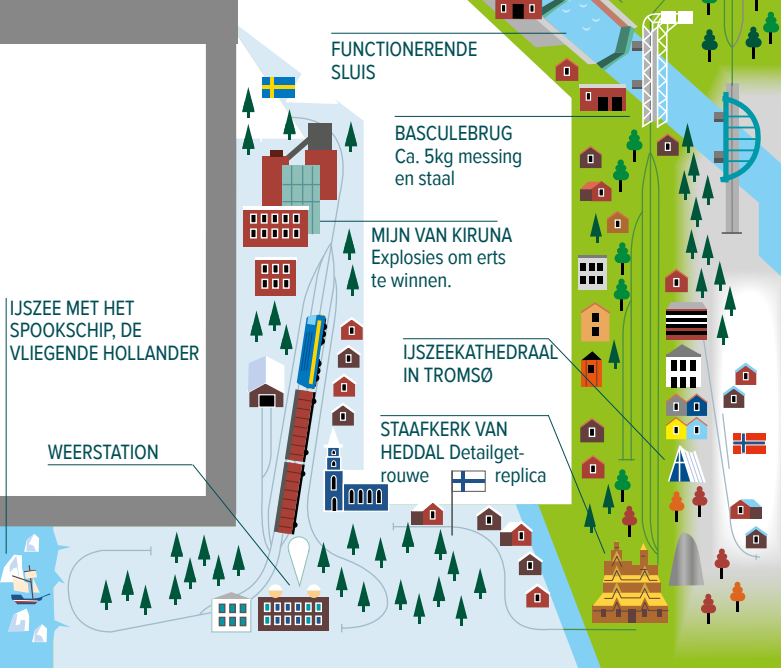 FUNCTIONERENDE
SLUIS
BASCULEBRUG
Ca. 5kg messing
en staal
MIJN VAN KIRUNA
Explosies om erts
te winnen.
IJSZEE MET HET
SPOOKSCHIP, DE
VLIEGENDE HOLLANDER
IJSZEEKATHEDRAAL
IN TROMSØ
STAAFKERK VAN
HEDDAL Detailget-
rouwe replica
WEERSTATION